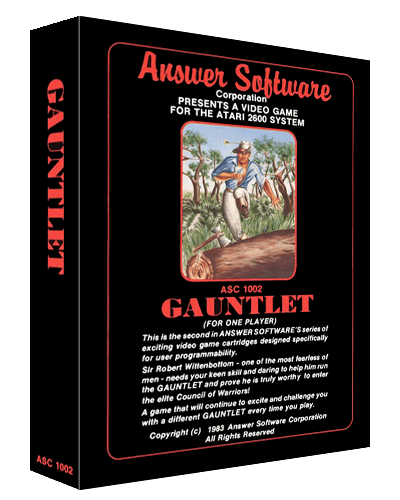 GAUNTLET
ASC 1002
Answer Software
Corporation
PRESENTS A VIDEO GAME
FOR THE ATARI 2600 SYSTEM
ASC 1002
GAUNTLET
(FOR ONE PLAYER)
This is the second in ANSWER SOFTWARE'S series of
exciting video game cartridges designed specifically
for user programmability.
Sir Robert Wittenbottom - one of the most fearless of
men - needs your keen skill and daring to help him run
the GAUNTLET and prove he is truly worthy to enter
the elite Council of Warriors!
A game that will continue to excite and challenge you
with a different GAUNTLET every time you play.
Copyright (c) 1983 Answer Software Corporation
All Rights Reserved